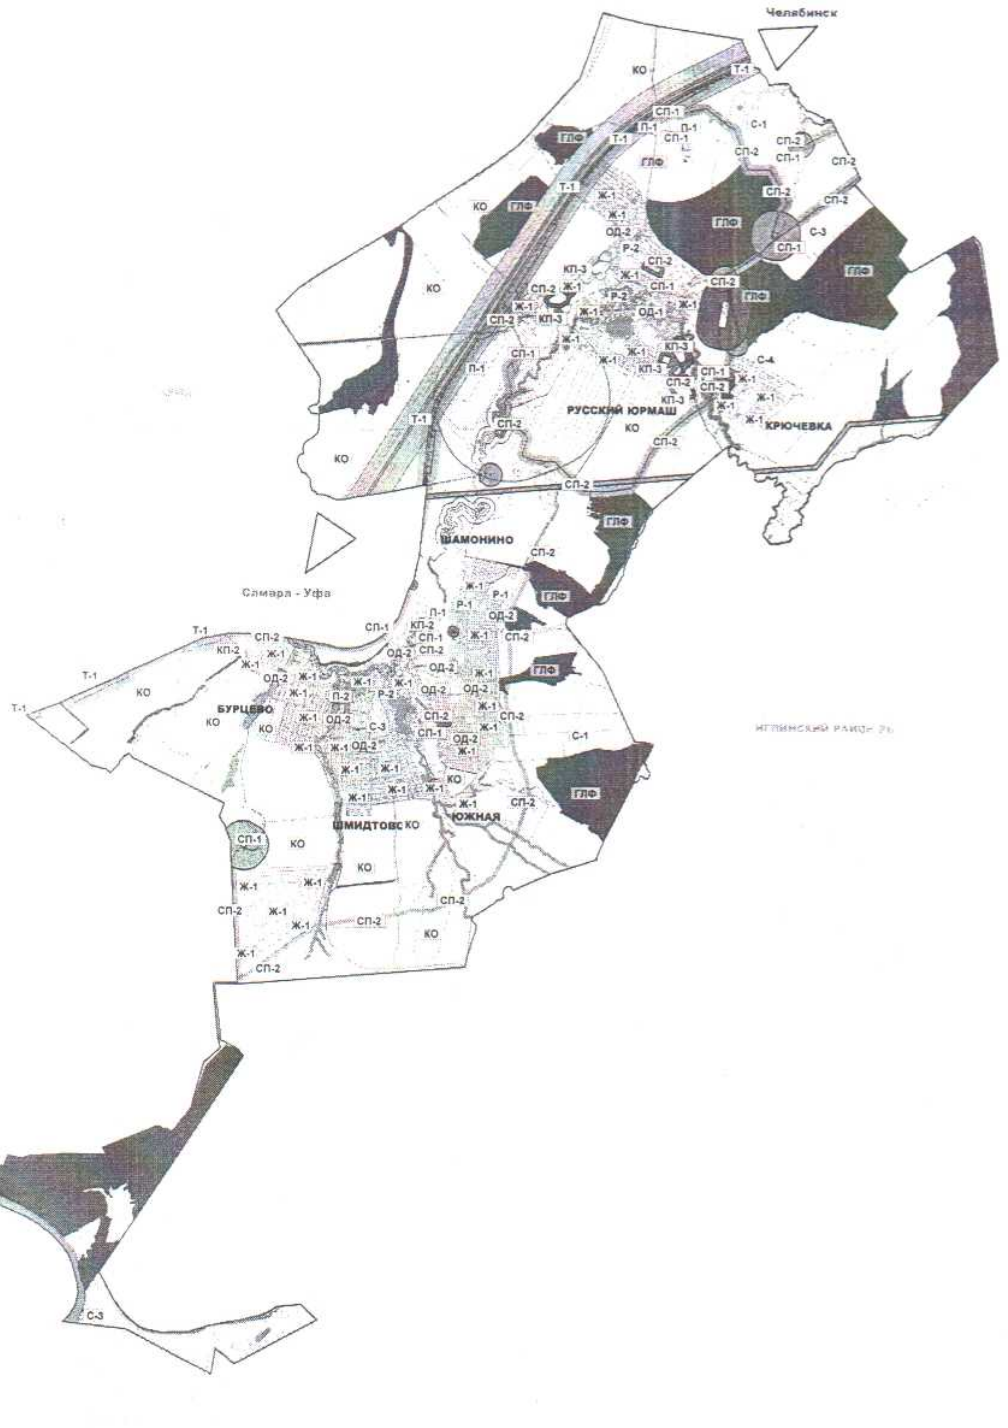 Челябинск
КО
Т-1
СП-1
П-1
П-1
С-1
Т-1
СП-1
СП-2
СП-2
СП-1
СП-2
ГЛФ
ГЛФ
Т-1
Ж-1
СП-2
СП-2
КО
ГЛФ
Ж-1
ГЛФ
ОД-2
С-3
Р-2
СП-1
КП-3
СП-2
Ж-1
ГЛФ
КО
СП-2
Ж-1
СП-1
СП-2
Р-2
ГЛФ
Ж-1
КП-3
Ж-1
ОД-1
Ж-1
СП-2
Ж-1
КП-3
СП-1
Ж-1
Ж-1
С-4
П-1
КП-3
СП-1
СП-2
СП-2
Ж-1
КП-3
Ж-1
Ж-1
РУССКИЙ ЮРМАШ
Т-1
СП-2
КО
Ж-1
КРЮЧЕВКА
СП-2
КО
СП-2
ГЛФ
ШАМОНИНО
СП-2
Самара - Уфа
Ж-1
Р-1
ГЛФ
Р-1
П-1
ОД-2
Т-1
СП-1
КП-2
СП-2
СП-1
Ж-1
СП-2
КП-2
Ж-1
ОД-2
СП-2
Ж-1
ОД-2
ГЛФ
Т-1
ОД-2
Ж-1
Ж-1
Ж-1
Ж-1
КО
Ж-1
П-2
Р-2
ОД-2
ОД-2
Т-1
БУРЦЕВО
Ж-1
ОД-2
СП-2
СП-2
Ж-1
КО
КО
С-3
СП-1
Ж-1
С-1
ИГЛИНСКИЙ РАЙОН
Ж-1
Ж-1
ОД-2
ОД-2
Ж-1
Ж-1
Ж-1
КО
Ж-1
Ж-1
Ж-1
Ж-1
СП-2
ГЛФ
ШМИДТОВО
КО
ЮЖНАЯ
СП-1
КО
КО
Ж-1
Ж-1
СП-2
СП-2
Ж-1
СП-2
Ж-1
КО
Ж-1
СП-2
С-3